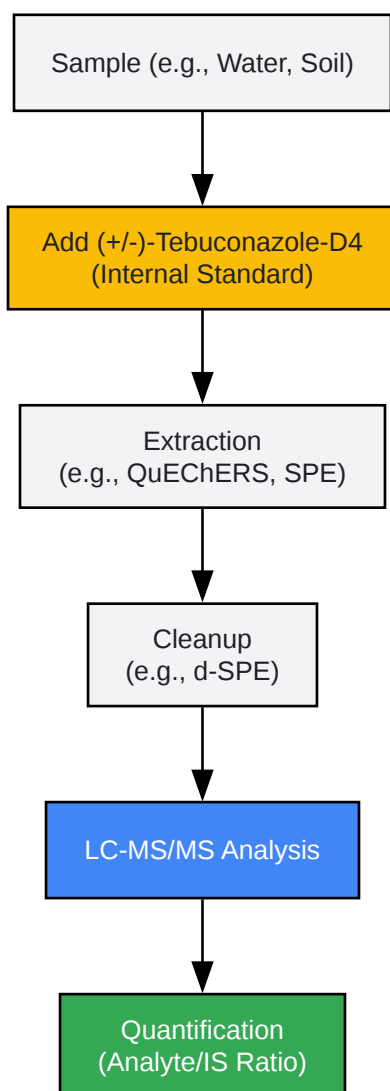 Sample (e.g., Water, Soil)
Add (+/-)-Tebuconazole-D4
(Internal Standard)
Extraction
(e.g., QuEChERS, SPE)
Cleanup
(e.g., d-SPE)
LC-MS/MS Analysis
Quantification
(Analyte/IS Ratio)